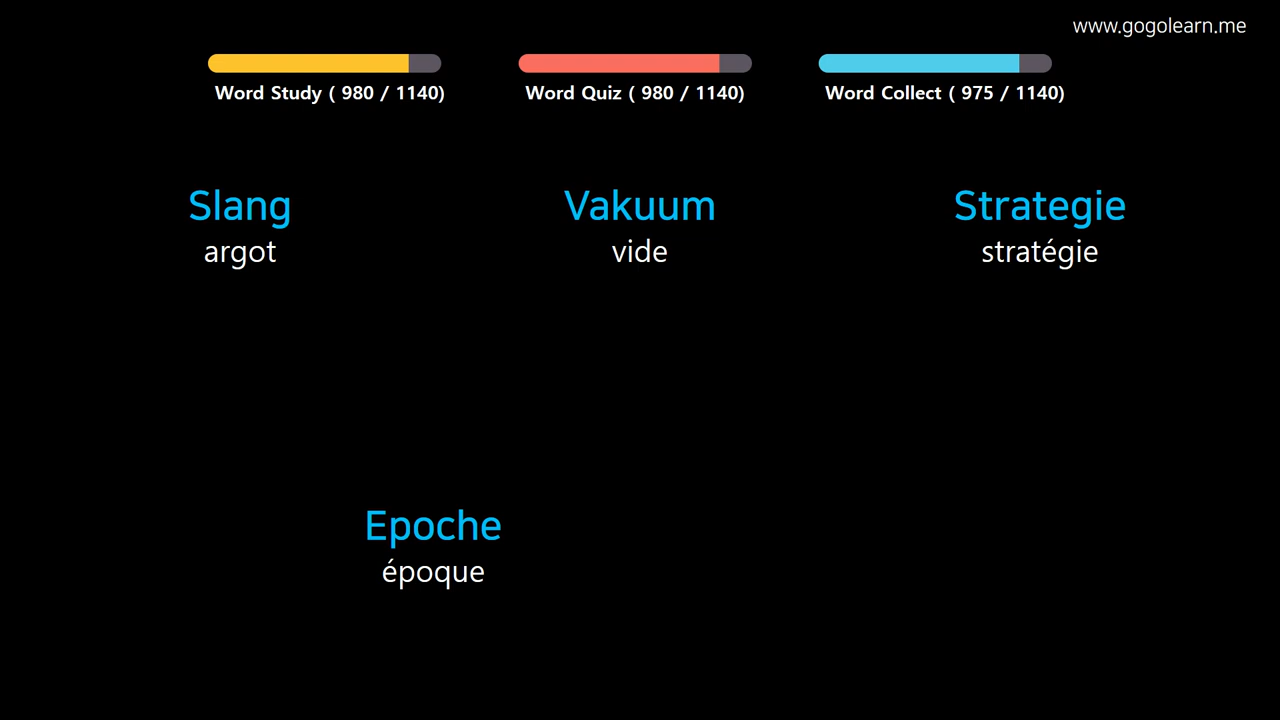 www.gogolearn.me
Word Study ( 980 / 1140)
Word Quiz ( 980 / 1140)
Word Collect ( 975 / 1140)
Slang
argot
Vakuum
vide
Strategie
stratégie
Epoche
époque